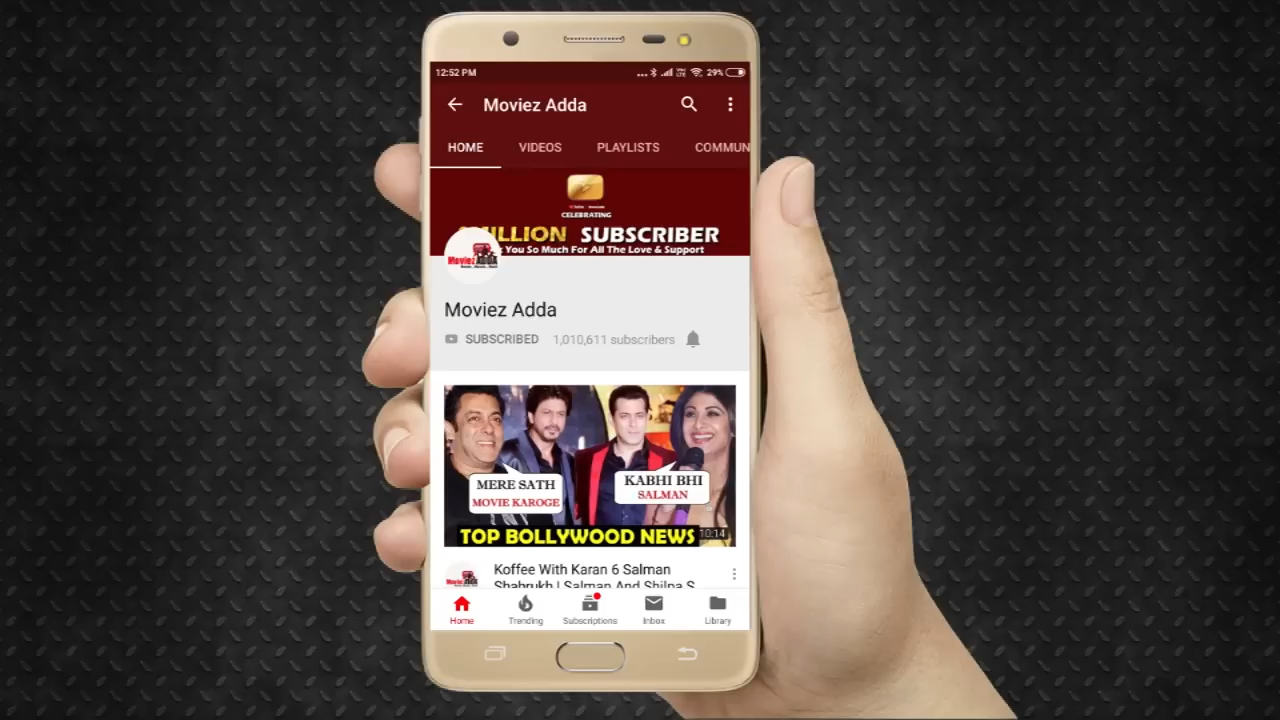 12:52 PM
29%
Moviez Adda
HOME VIDEOS PLAYLISTS COMMUN
CELEBRATING
ILLION SUBSCRIBER
You So Much For All The Love & Support
Moviez ADDA
Moviez Adda
SUBSCRIBED 1,010,611 subscribers
MERE SATH
MOVIE KAROGE
KABHI BHI
SALMAN
TOP BOLLYWOOD NEWS
10:14
Koffee With Karan 6 Salman
Shahrukh | Salman And Shilpa S
Home Trending Subscriptions Inbox Library